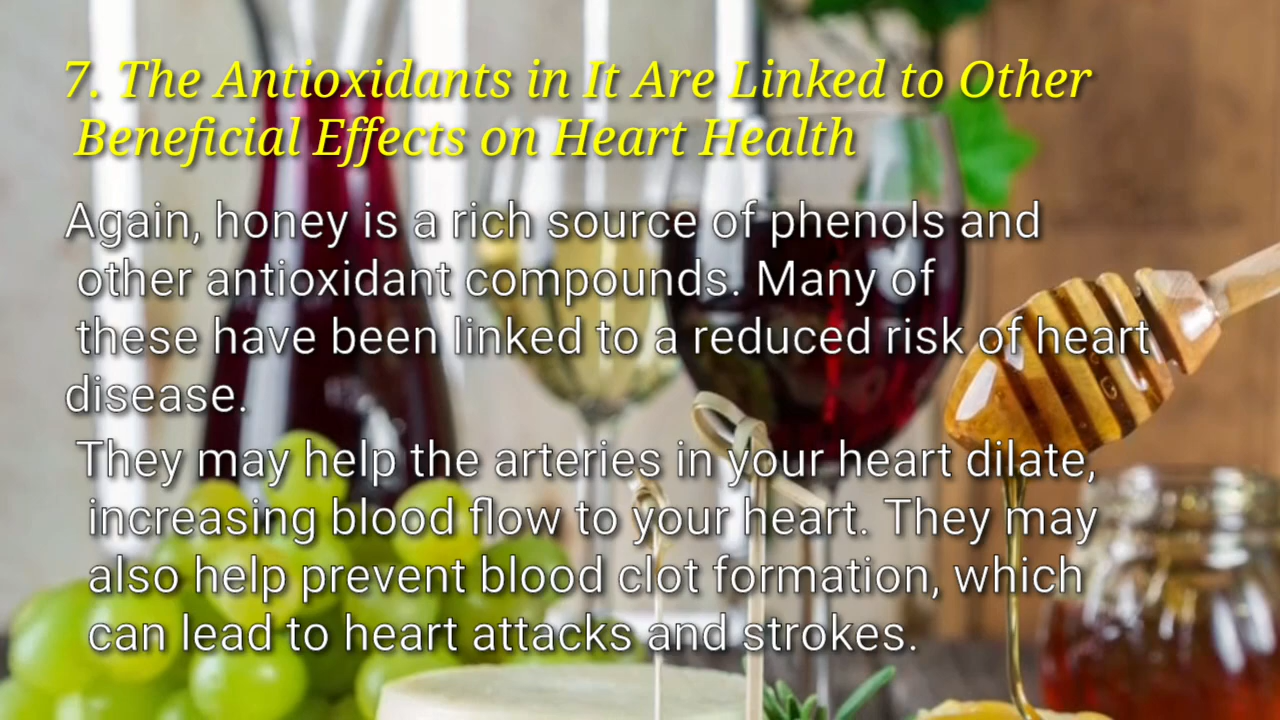 7. The Antioxidants in It Are Linked to Other
Beneficial Effects on Heart Health
Again, honey is a rich source of phenols and
other antioxidant compounds. Many of
these have been linked to a reduced risk of heart
disease.
They may help the arteries in your heart dilate,
increasing blood flow to your heart. They may
also help prevent blood clot formation, which
can lead to heart attacks and strokes.